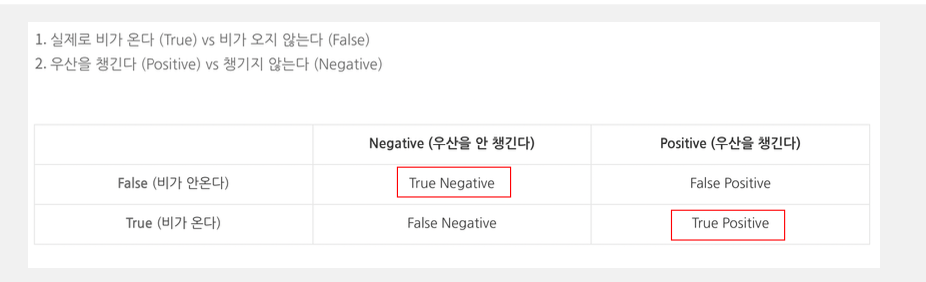 1. 실제로 비가 온다 (True) vs 비가 오지 않는다 (False)
2. 우산을 챙긴다 (Positive) vs 챙기지 않는다 (Negative)
Negative (우산을 안 챙긴다) Positive (우산을 챙긴다)
False (비가 안온다) True Negative False Positive
True (비가 온다) False Negative True Positive